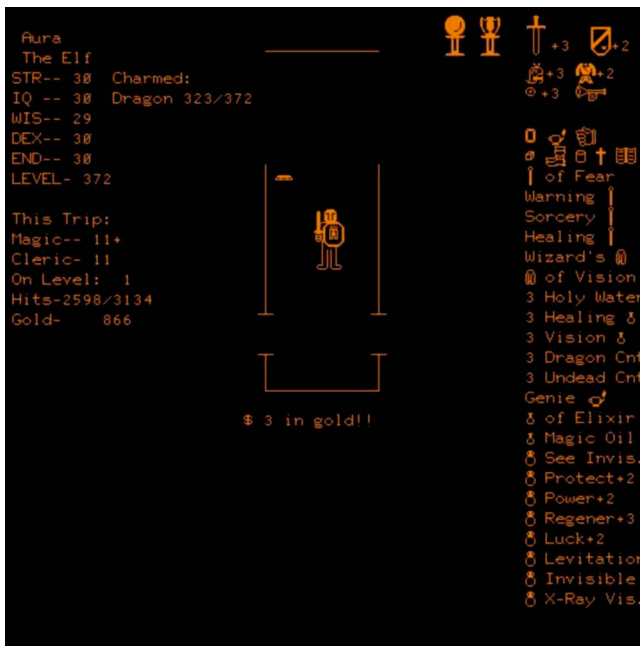 Aura
The Elf
STR-- 30
IQ -- 30
WIS-- 29
DEX-- 30
END-- 30
LEVEL- 372
Charmed:
Dragon 323/372
This Trip:
Magic-- 11+
Cleric- 11
On Level: 1
Hits-2598/3134
Gold- 866
$ 3 in gold!!
+3 +2
+3 +2
+3
of Fear
Warning
Sorcery
Healing
Wizard's
of Vision
3 Holy Water
3 Healing
3 Vision
3 Dragon Cnt
3 Undead Cnt
Genie
of Elixir
Magic Oil
See Invis.
Protect+2
Power+2
Regener+3
Luck+2
Levitation
Invisible
X-Ray Vis.